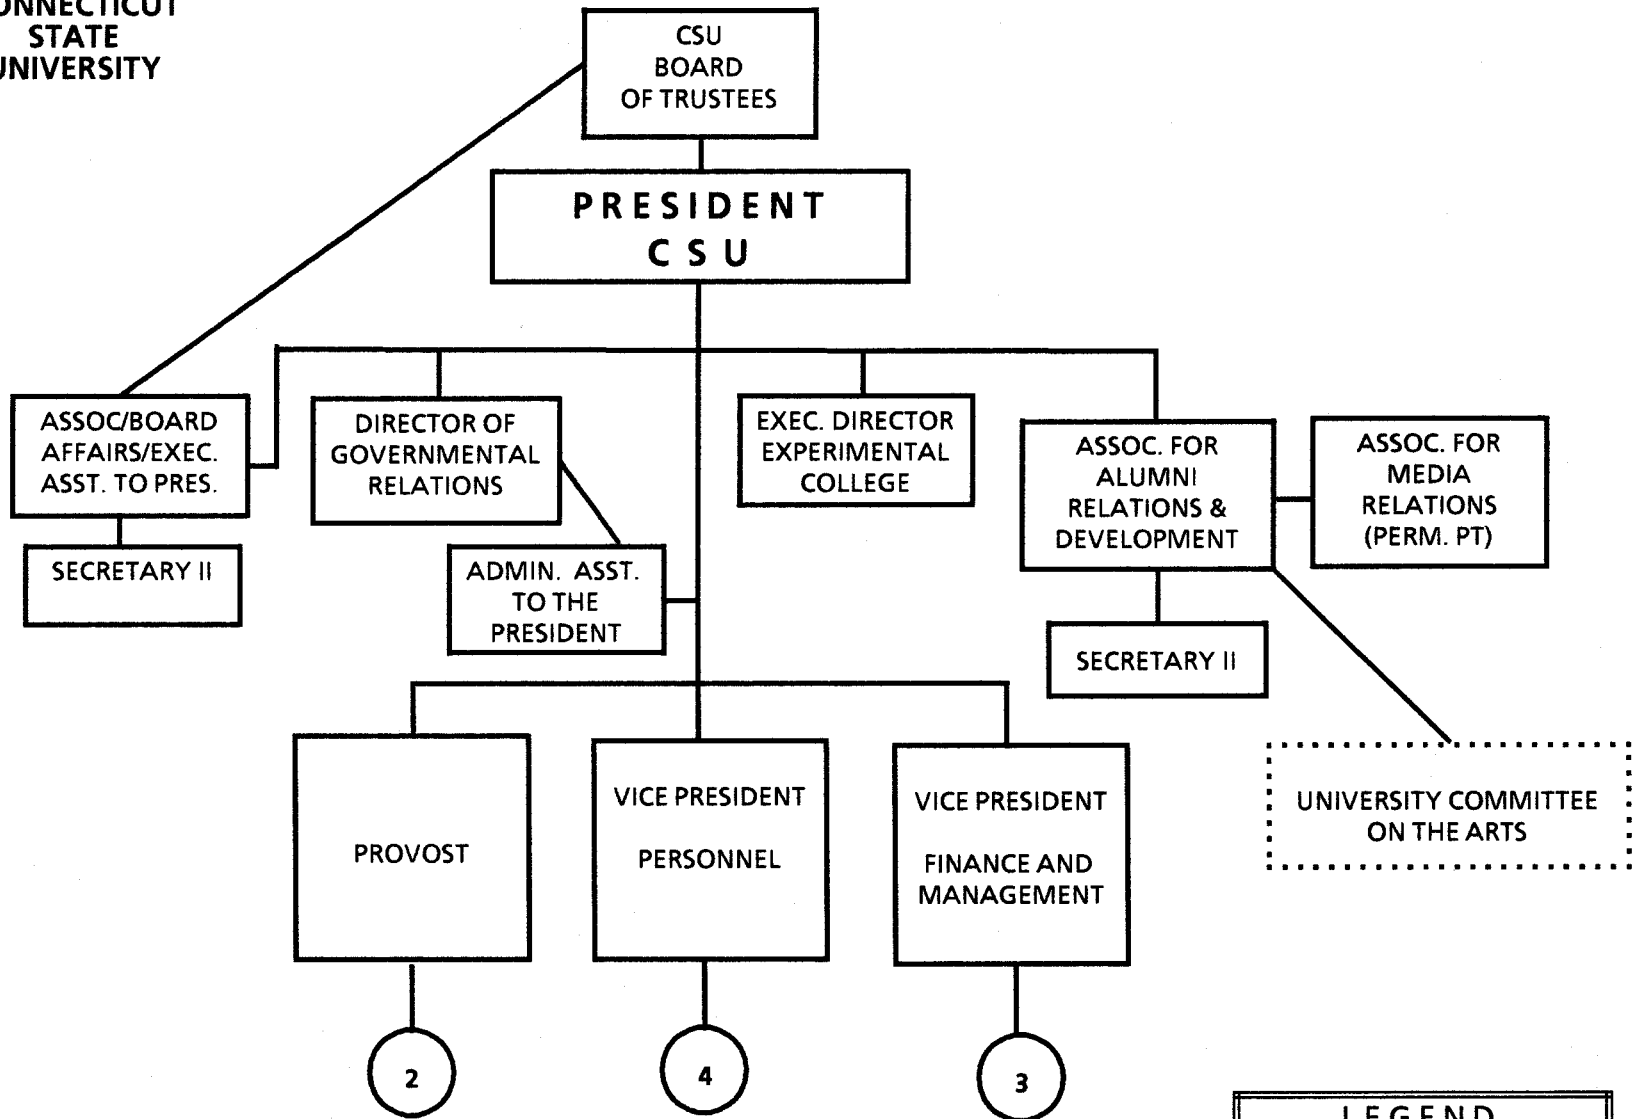 STATE
CSU
BOARD
OF TRUSTEES
PRESIDENT
CSU
ASSOC/BOARD
AFFAIRS/EXEC.
ASST. TO PRES.
SECRETARY II
DIRECTOR OF
GOVERNMENTAL
RELATIONS
ADMIN. ASST.
TO THE
PRESIDENT
EXEC. DIRECTOR
EXPERIMENTAL
COLLEGE
ASSOC. FOR
ALUMNI
RELATIONS &
DEVELOPMENT
ASSOC. FOR
MEDIA
RELATIONS
(PERM. PT)
SECRETARY II
UNIVERSITY COMMITTEE
ON THE ARTS
PROVOST
VICE PRESIDENT
PERSONNEL
VICE PRESIDENT
FINANCE AND
MANAGEMENT
2
4
3
LEGEND